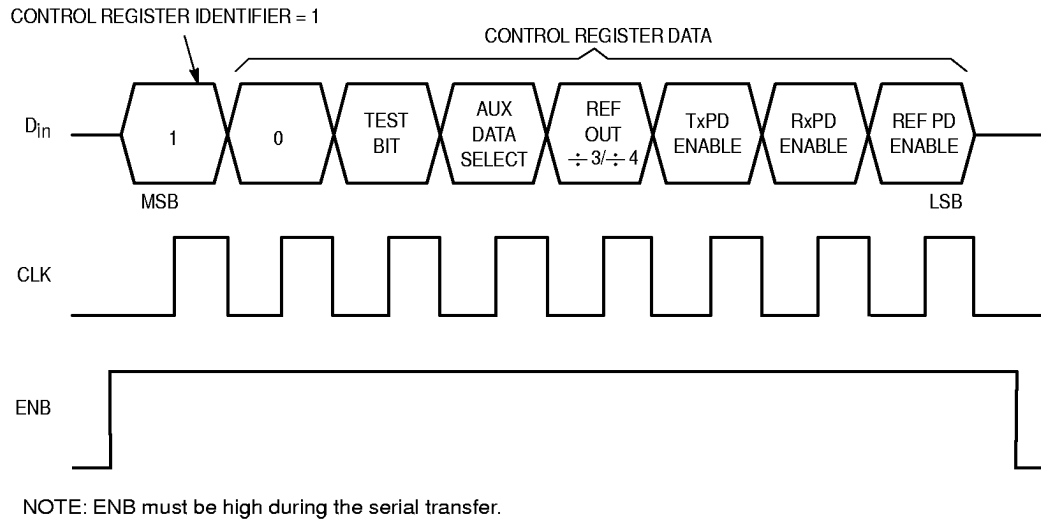 CONTROL REGISTER IDENTIFIER = 1
CONTROL REGISTER DATA
Din
1
0
TEST
BIT
AUX
DATA
SELECT
REF
OUT
÷ 3/÷ 4
TxPD
ENABLE
RxPD
ENABLE
REF PD
ENABLE
MSB
LSB
CLK
ENB
NOTE: ENB must be high during the serial transfer.